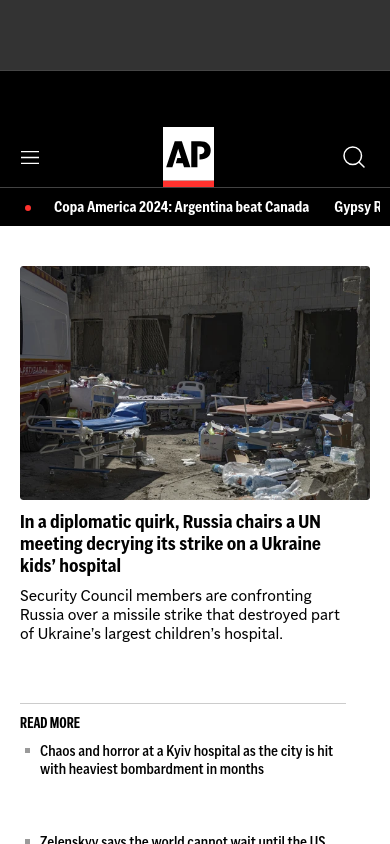 AP
Copa America 2024: Argentina beat Canada
Gypsy R
In a diplomatic quirk, Russia chairs a UN
meeting decrying its strike on a Ukraine
kids’ hospital
Security Council members are confronting
Russia over a missile strike that destroyed part
of Ukraine’s largest children’s hospital.
READ MORE
Chaos and horror at a Kyiv hospital as the city is hit
with heaviest bombardment in months
Zelenskyy says the world cannot wait until the US